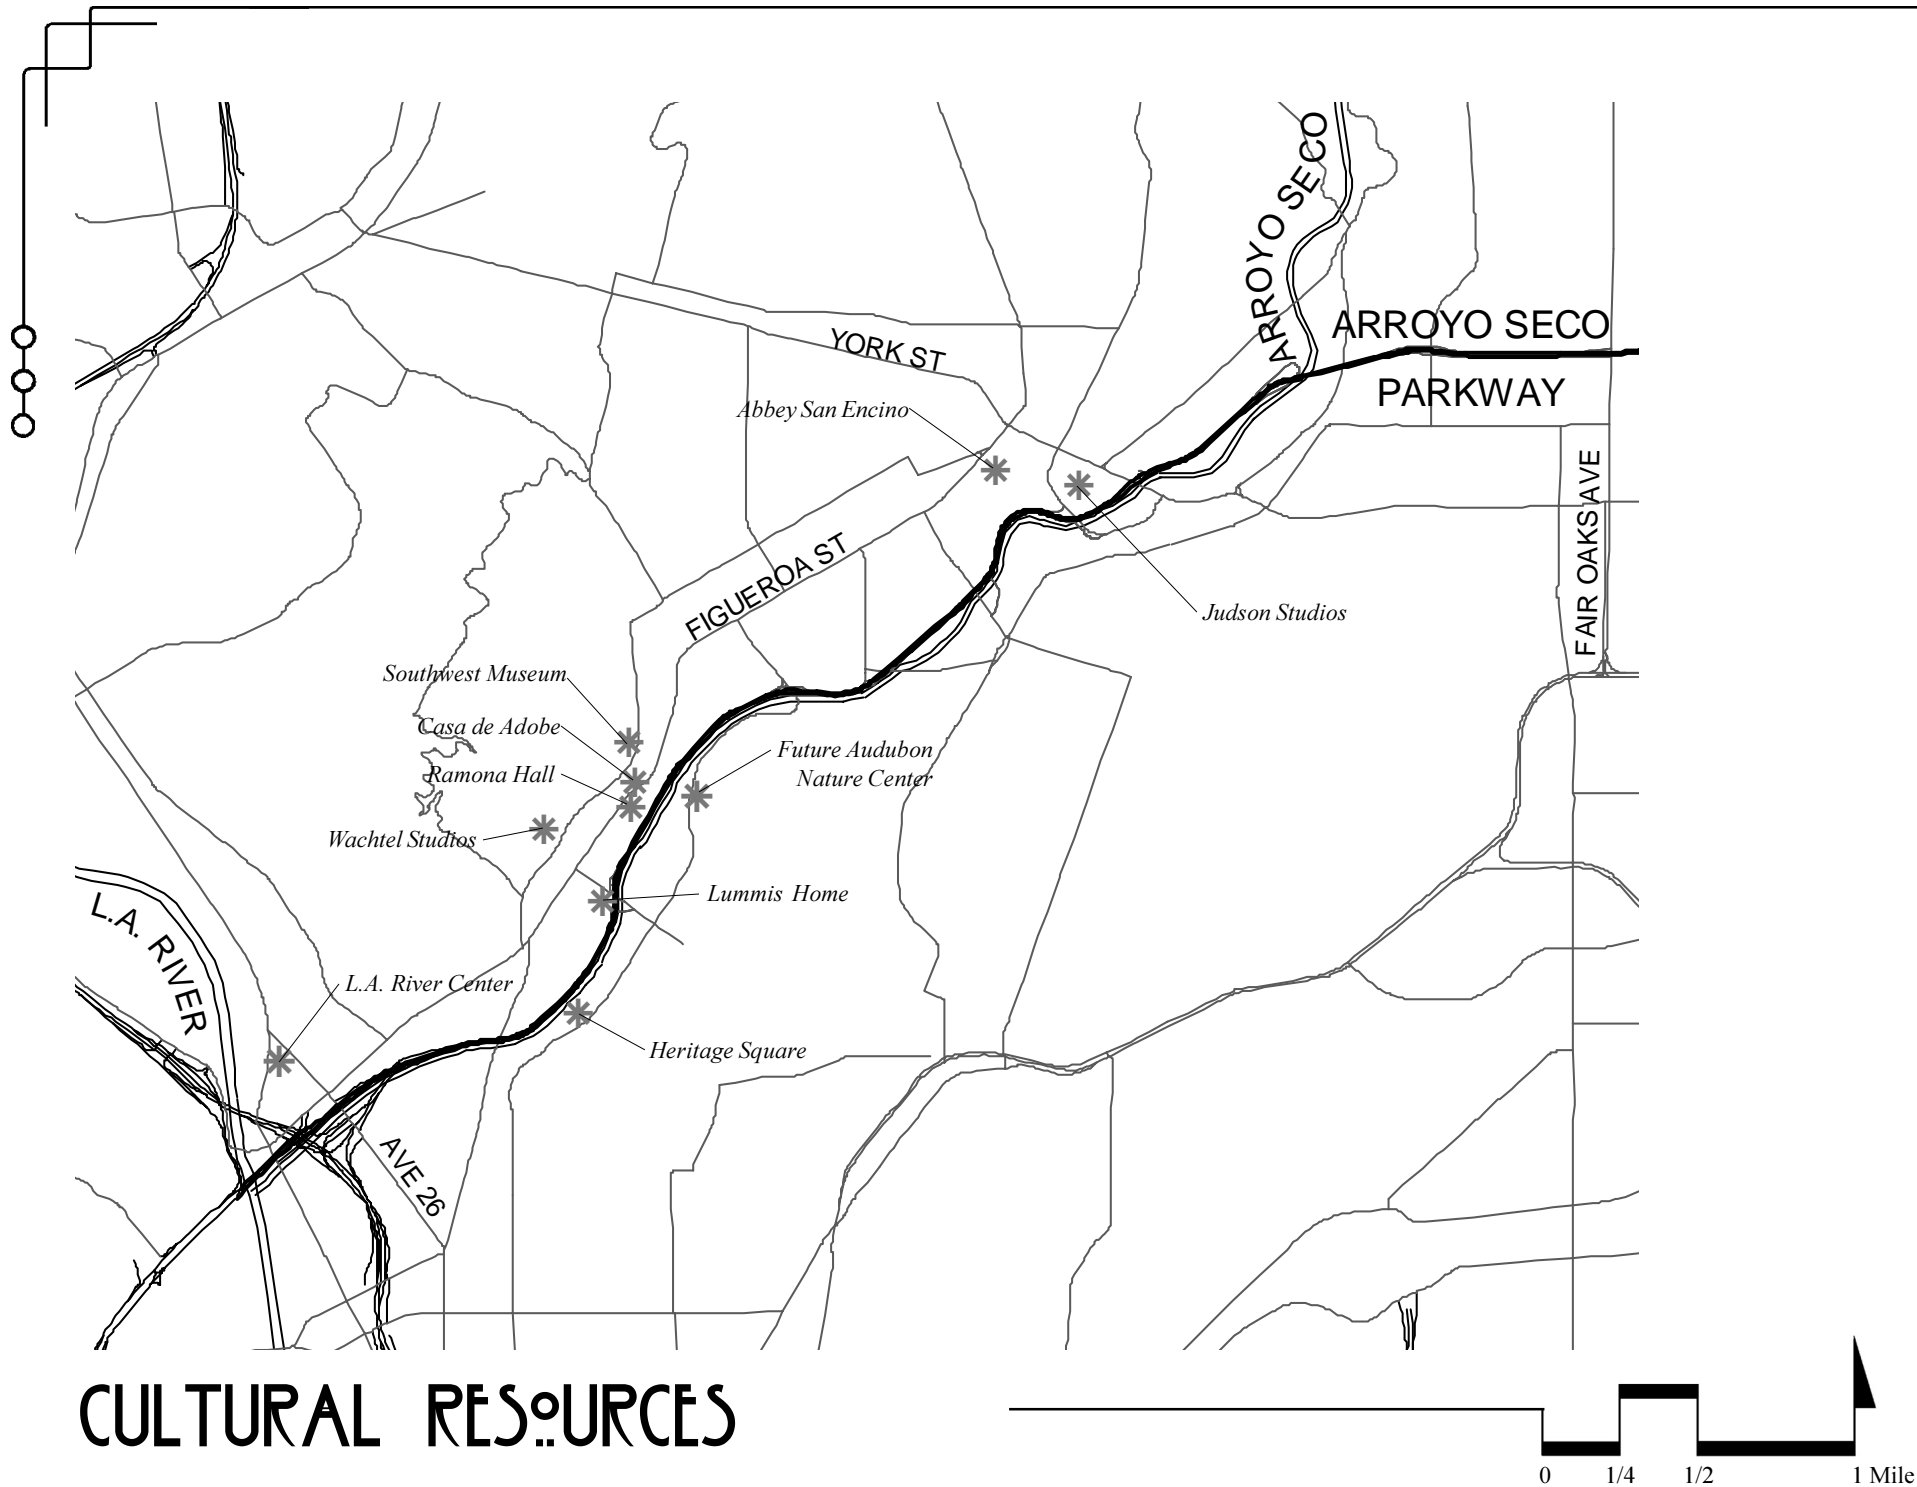 ARROYO SECO
ARROYO SECO
PARKWAY
YORK ST
Abbey San Encino
FAIR OAKS AVE
FIGUEROA ST
Judson Studios
Southwest Museum
Casa de Adobe
Future Audubon
Nature Center
Ramona Hall
Wachtel Studios
Lummis Home
L.A. RIVER
L.A. River Center
Heritage Square
AVE 26
CULTURAL RESOURCES
0 1/4 1/2 1 Mile